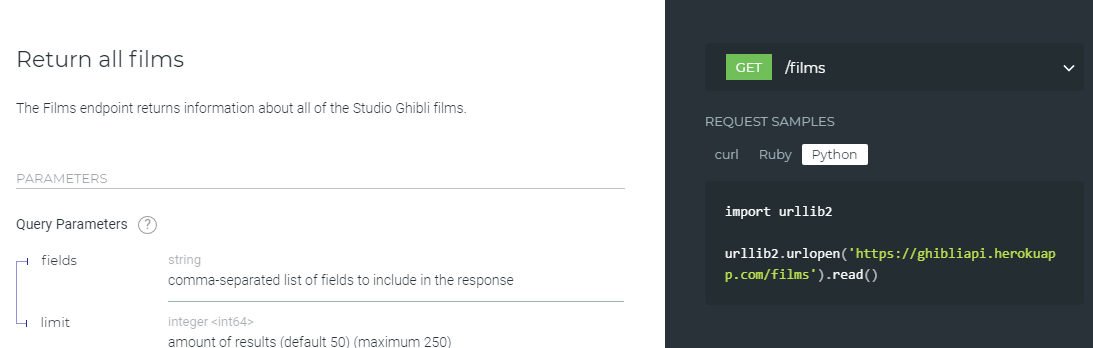 Return all films
The Films endpoint returns information about all of the Studio Ghibli films.
PARAMETERS
Query Parameters ?
fields
string
comma-separated list of fields to include in the response
limit
integer <int64>
amount of results (default 50) (maximum 250)
GET /films
REQUEST SAMPLES
curl Ruby Python
import urllib2
urllib2.urlopen('https://ghibliapi.herokuap
p.com/films').read()